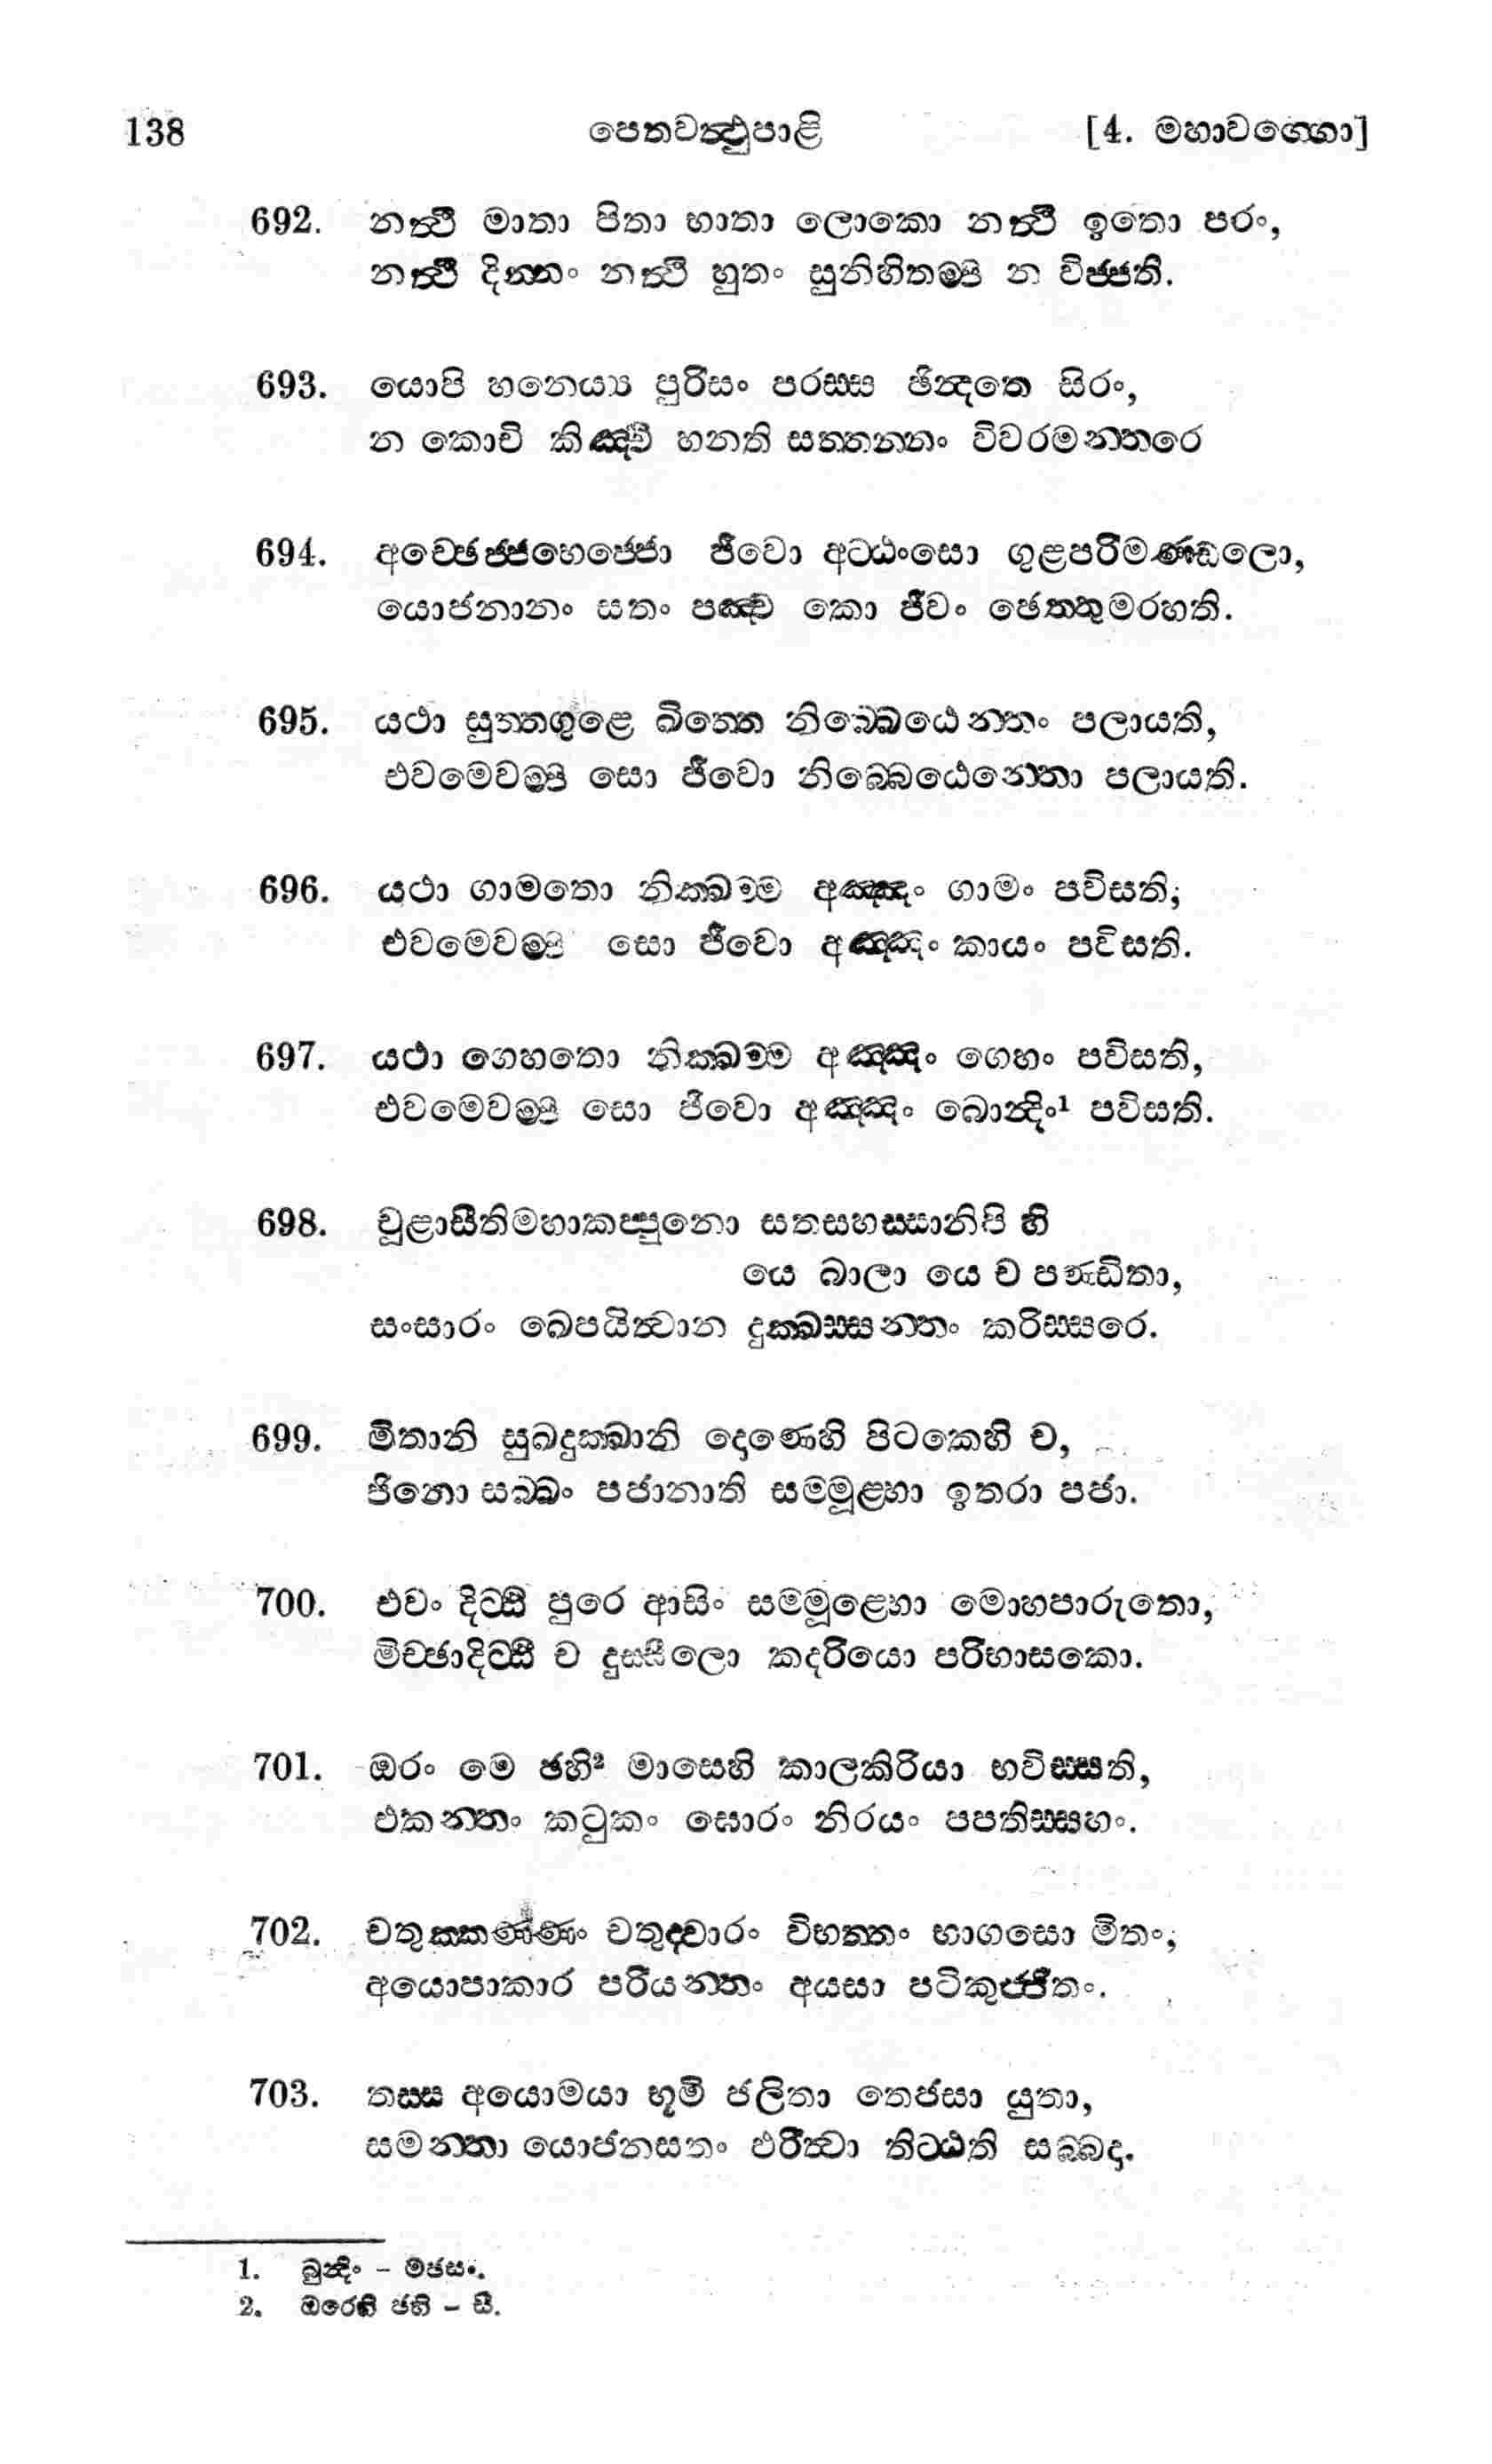 138 පෙතවත්‍ථුපාළි [4. මහාවග්ගො]
692. නත්‍ථි මාතා පිතා භාතා ලොකො නත්‍ථි ඉතො පරං,
නත්‍ථි දින්නං නත්‍ථි හුතං සුනිහිතම්පි න විජ්ජති.
693. යොපි හනෙය්‍ය පුරිසං පරස්ස ඡින්‍දතෙ සිරං,
න කොචි කිඤ්චි හනති සත්තන්නං විවරමන්තරෙ
694. අච්ඡෙජ්ජභෙජ්ජො ජීවො අට්ඨංසො ගුළපරිමණ්ඩලො,
යොජනානං සතං පඤ්ච කො ජීවං ඡෙත්තුමරහති.
695. යථා සුත්තගුළෙ ඛිත්තෙ නිබ්බෙඨෙන්තං පලායති,
එවමෙවම්පි සො ජීවො නිබ්බෙඨෙන්තො පලායති.
696. යථා ගාමතො නික්ඛම්ම අඤ්ඤං ගාමං පවිසති,
එවමෙවම්පි සො ජීවො අඤ්ඤං කායං පවිසති.
697. යථා ගෙහතො නික්ඛම්ම අඤ්ඤං ගෙහං පවිසති,
එවමෙවම්පි සො ජීවො අඤ්ඤං බොන්‍දිං¹ පවිසති.
698. චූළාසීතිමහාකප්පුනො සතසහස්සානිපි හි
යෙ බාලා යෙ ච පණ්ඩිතා,
සංසාරං ඛෙපයිත්‍වාන දුක්ඛස්සන්තං කරිස්සරෙ.
699. මිතානි සුඛදුක්ඛානි දොණෙහි පිටකෙහි ච,
ජිනො සබ්බං පජානාති සම්මූළ්හා ඉතරා පජා.
700. එවං දිට්ඨි පුරෙ ආසිං සම්මූළ්හො මොහපාරුතො,
මිච්ඡාදිට්ඨි ච දුස්සීලො කදරියො පරිභාසකො.
701. ඔරං මෙ ඡහි² මාසෙහි කාලකිරියා භවිස්සති,
එකන්තං කටුකං ඝොරං නිරයං පපතිස්සහං.
702. චතුක්කණ්ණං චතුද්වාරං විභත්තං භාගසො මිතං,
අයොපාකාර පරියන්තං අයසා පටිකුජ්ජිතං.
703. තස්ස අයොමයා භූමි ජලිතා තෙජසා යුතා,
සමන්තා යොජනසතං ඵරිත්‍වා තිට්ඨති සබ්බදා.
1. බුන්‍දිං - මඡසං.
2. ඔරෙහි ඡහි - සී.